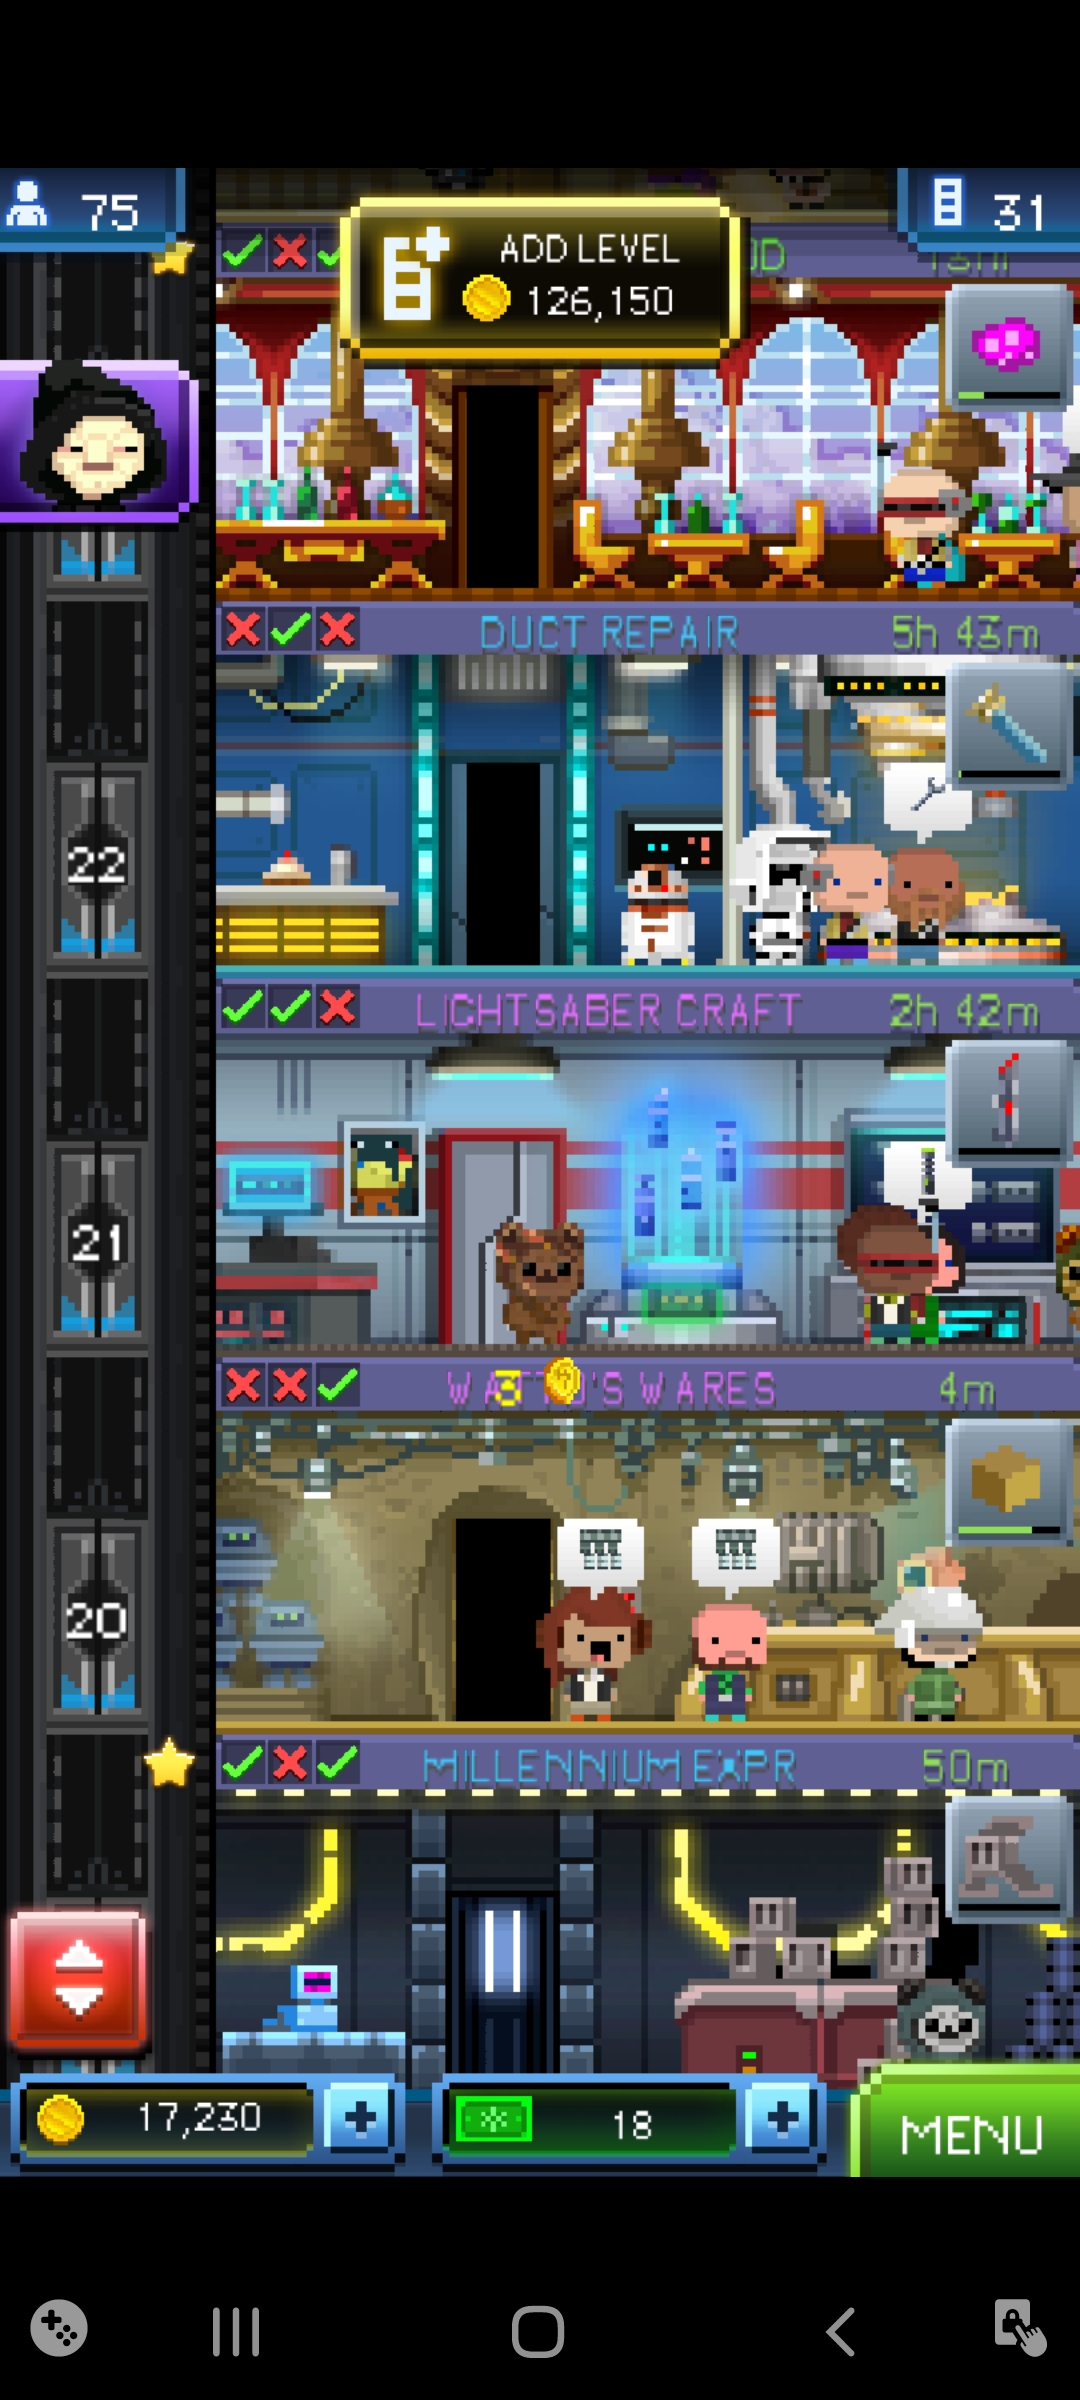 75
ADD LEVEL
31
126,150
DUCT REPAIR
5h 43m
22
LIGHTSABER CRAFT
2h 42m
21
WARES
4m
20
MILLENNIUM EXPR
50m
17,230
18
MENU